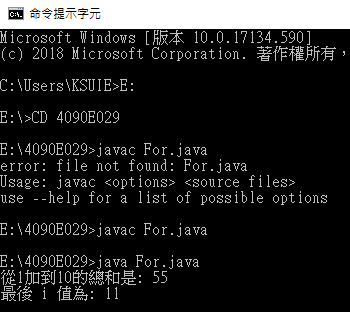 命令提示字元
Microsoft Windows [版本 10.0.17134.590]
(c) 2018 Microsoft Corporation. 著作權所有，
C:\Users\KSUIE>E:
E:\>CD 4090E029
E:\4090E029>javac For.java
error: file not found: For.java
Usage: javac <options> <source files>
use --help for a list of possible options
E:\4090E029>javac For.java
E:\4090E029>java For.java
從1加到10的總和是: 55
最後 i 值為: 11